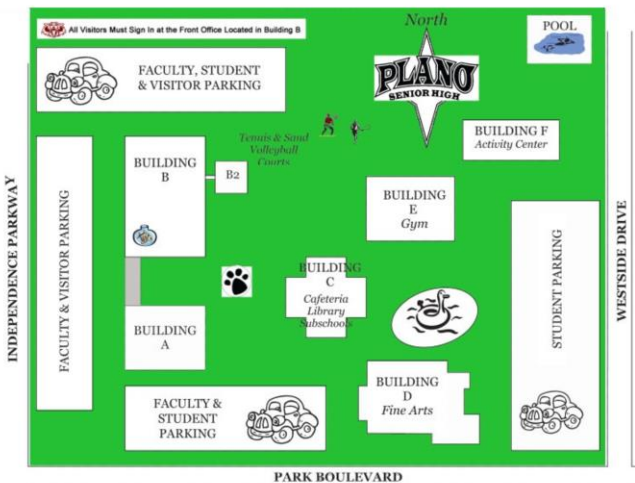 All Visitors Must Sign In at the Front Office Located in Building B
North
POOL
PLANO
SENIOR HIGH
FACULTY, STUDENT
& VISITOR PARKING
Tennis & Sand
Volleyball
Courts
BUILDING F
Activity Center
BUILDING
B
B2
BUILDING
E
Gym
INDEPENDENCE PARKWAY
FACULTY & VISITOR PARKING
BUILDING
C
Cafeteria
Library
Subschools
STUDENT PARKING
WESTSIDE DRIVE
BUILDING
A
BUILDING
D
Fine Arts
FACULTY &
STUDENT
PARKING
PARK BOULEVARD